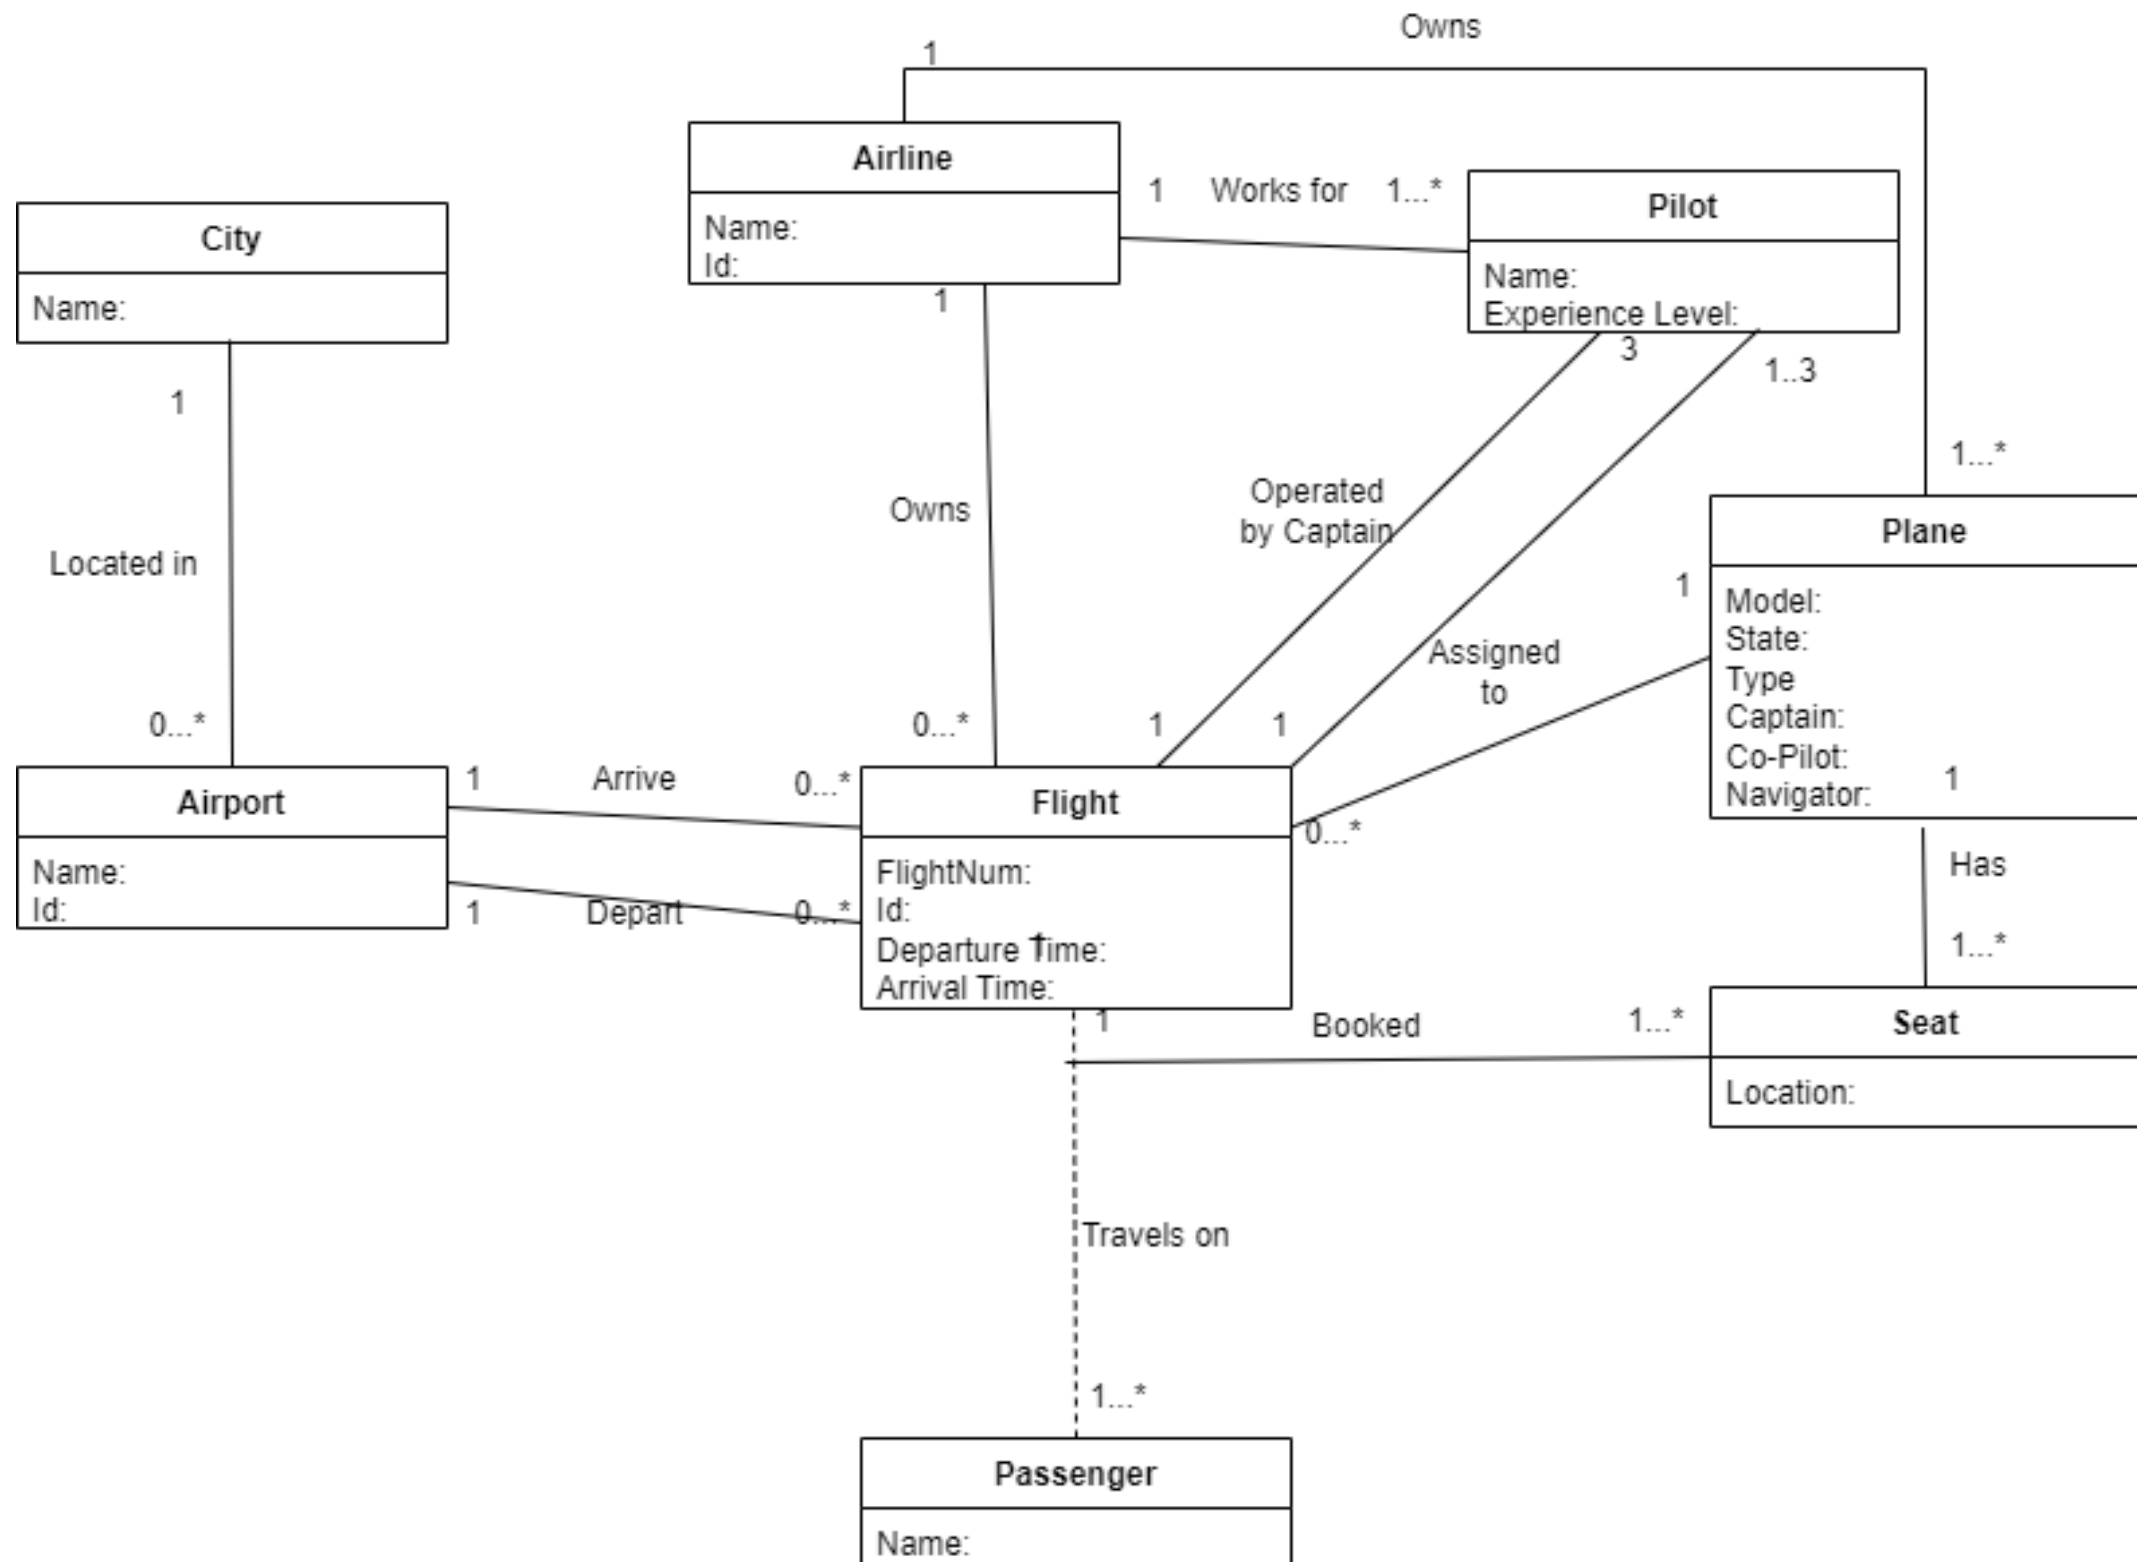 Owns
1
Airline
Name:
Id:
1
Works for
1...*
Pilot
Name:
Experience Level:
City
Name:
1
3
1..3
1
Located in
Owns
Operated
by Captain
1...*
Plane
Model:
State:
Type
Captain:
Co-Pilot:
Navigator:
1
1
Assigned
to
0...*
0...*
1
1
Airport
Name:
Id:
1
Arrive
0...*
1
Depart
0...*
Flight
FlightNum:
Id:
Departure Time:
1
Arrival Time:
0...*
Has
1...*
1
Booked
1...*
Seat
Location:
Travels on
1...*
Passenger
Name: